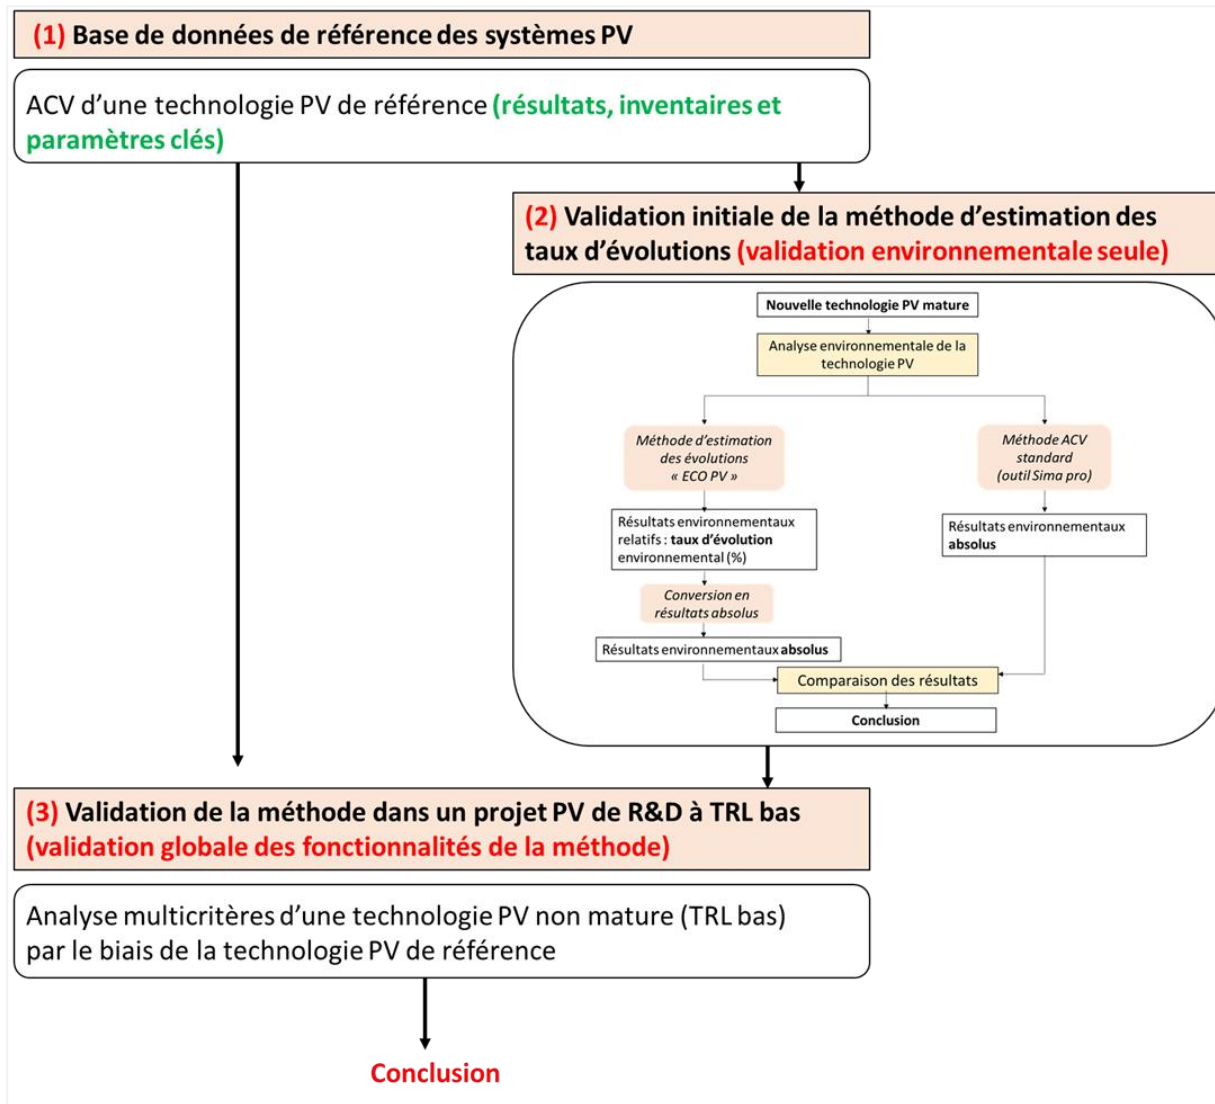 (1) Base de données de référence des systèmes PV
ACV d’une technologie PV de référence (résultats, inventaires et
paramètres clés)
(2) Validation initiale de la méthode d’estimation des
taux d’évolutions (validation environnementale seule)
Nouvelle technologie PV mature
Analyse environnementale de la
technologie PV
Méthode d’estimation
des évolutions
« ECO PV »
Méthode ACV
standard
(outil Sima pro)
Résultats environnementaux
relatifs : taux d’évolution
environnemental (%)
Résultats environnementaux
absolus
Conversion en
résultats absolus
Résultats environnementaux absolus
Comparaison des résultats
Conclusion
(3) Validation de la méthode dans un projet PV de R&D à TRL bas
(validation globale des fonctionnalités de la méthode)
Analyse multicritères d’une technologie PV non mature (TRL bas)
par le biais de la technologie PV de référence
Conclusion